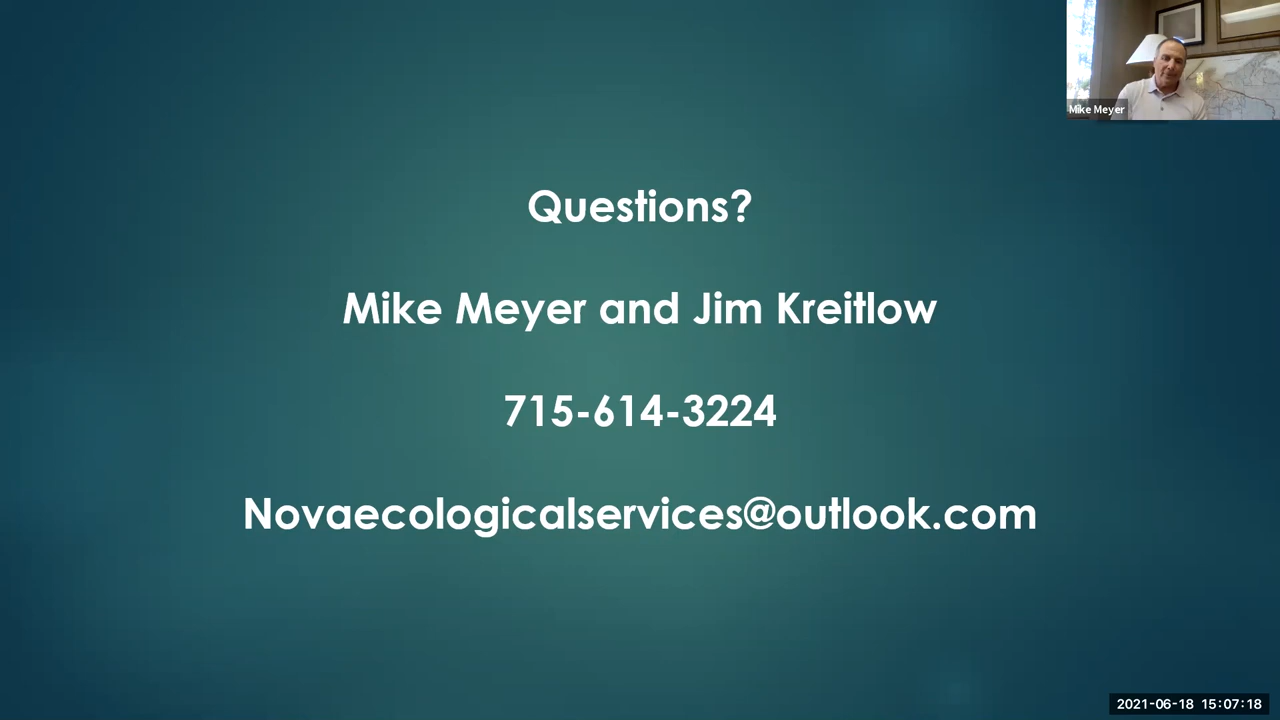 Mike Meyer
Questions?
Mike Meyer and Jim Kreitlow
715-614-3224
Novaecologicalservices@outlook.com
2021-06-18 15:07:18